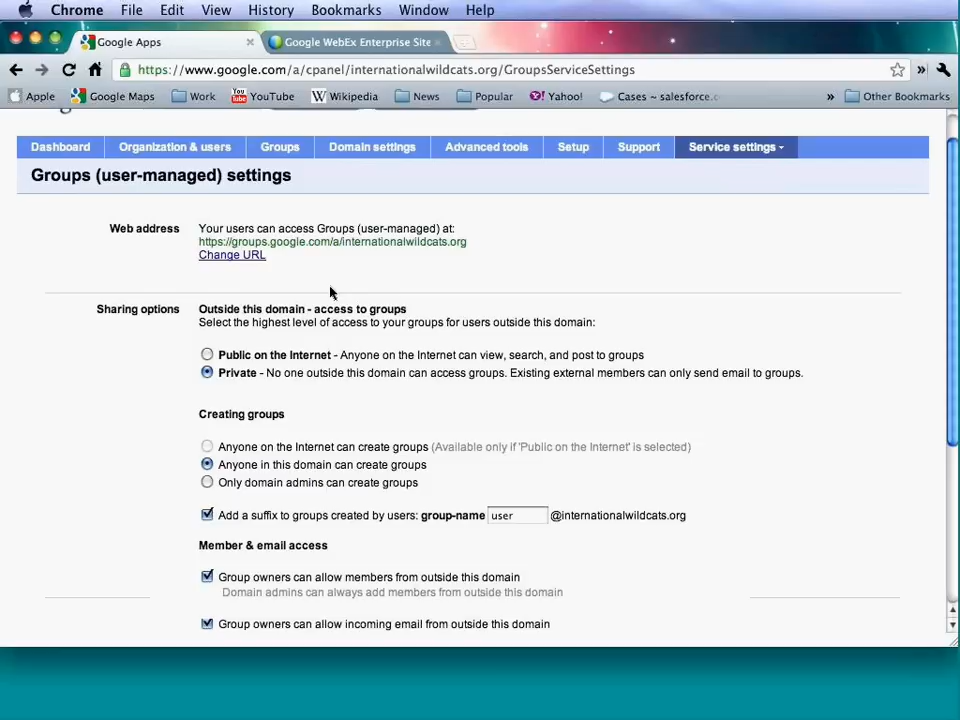 Chrome File Edit View History Bookmarks Window Help
Google Apps
Google WebEx Enterprise Site
https://www.google.com/a/cpanel/internationalwildcats.org/GroupsServiceSettings
Apple Google Maps Work YouTube Wikipedia News Popular Yahoo! Cases ~ salesforce.c » Other Bookmarks
Dashboard Organization & users Groups Domain settings Advanced tools Setup Support Service settings
Groups (user-managed) settings
Web address Your users can access Groups (user-managed) at:
https://groups.google.com/a/internationalwildcats.org
Change URL
Sharing options Outside this domain - access to groups
Select the highest level of access to your groups for users outside this domain:
Public on the Internet - Anyone on the Internet can view, search, and post to groups
Private - No one outside this domain can access groups. Existing external members can only send email to groups.
Creating groups
Anyone on the Internet can create groups (Available only if 'Public on the Internet' is selected)
Anyone in this domain can create groups
Only domain admins can create groups
Add a suffix to groups created by users: group-name user @internationalwildcats.org
Member & email access
Group owners can allow members from outside this domain
Domain admins can always add members from outside this domain
Group owners can allow incoming email from outside this domain